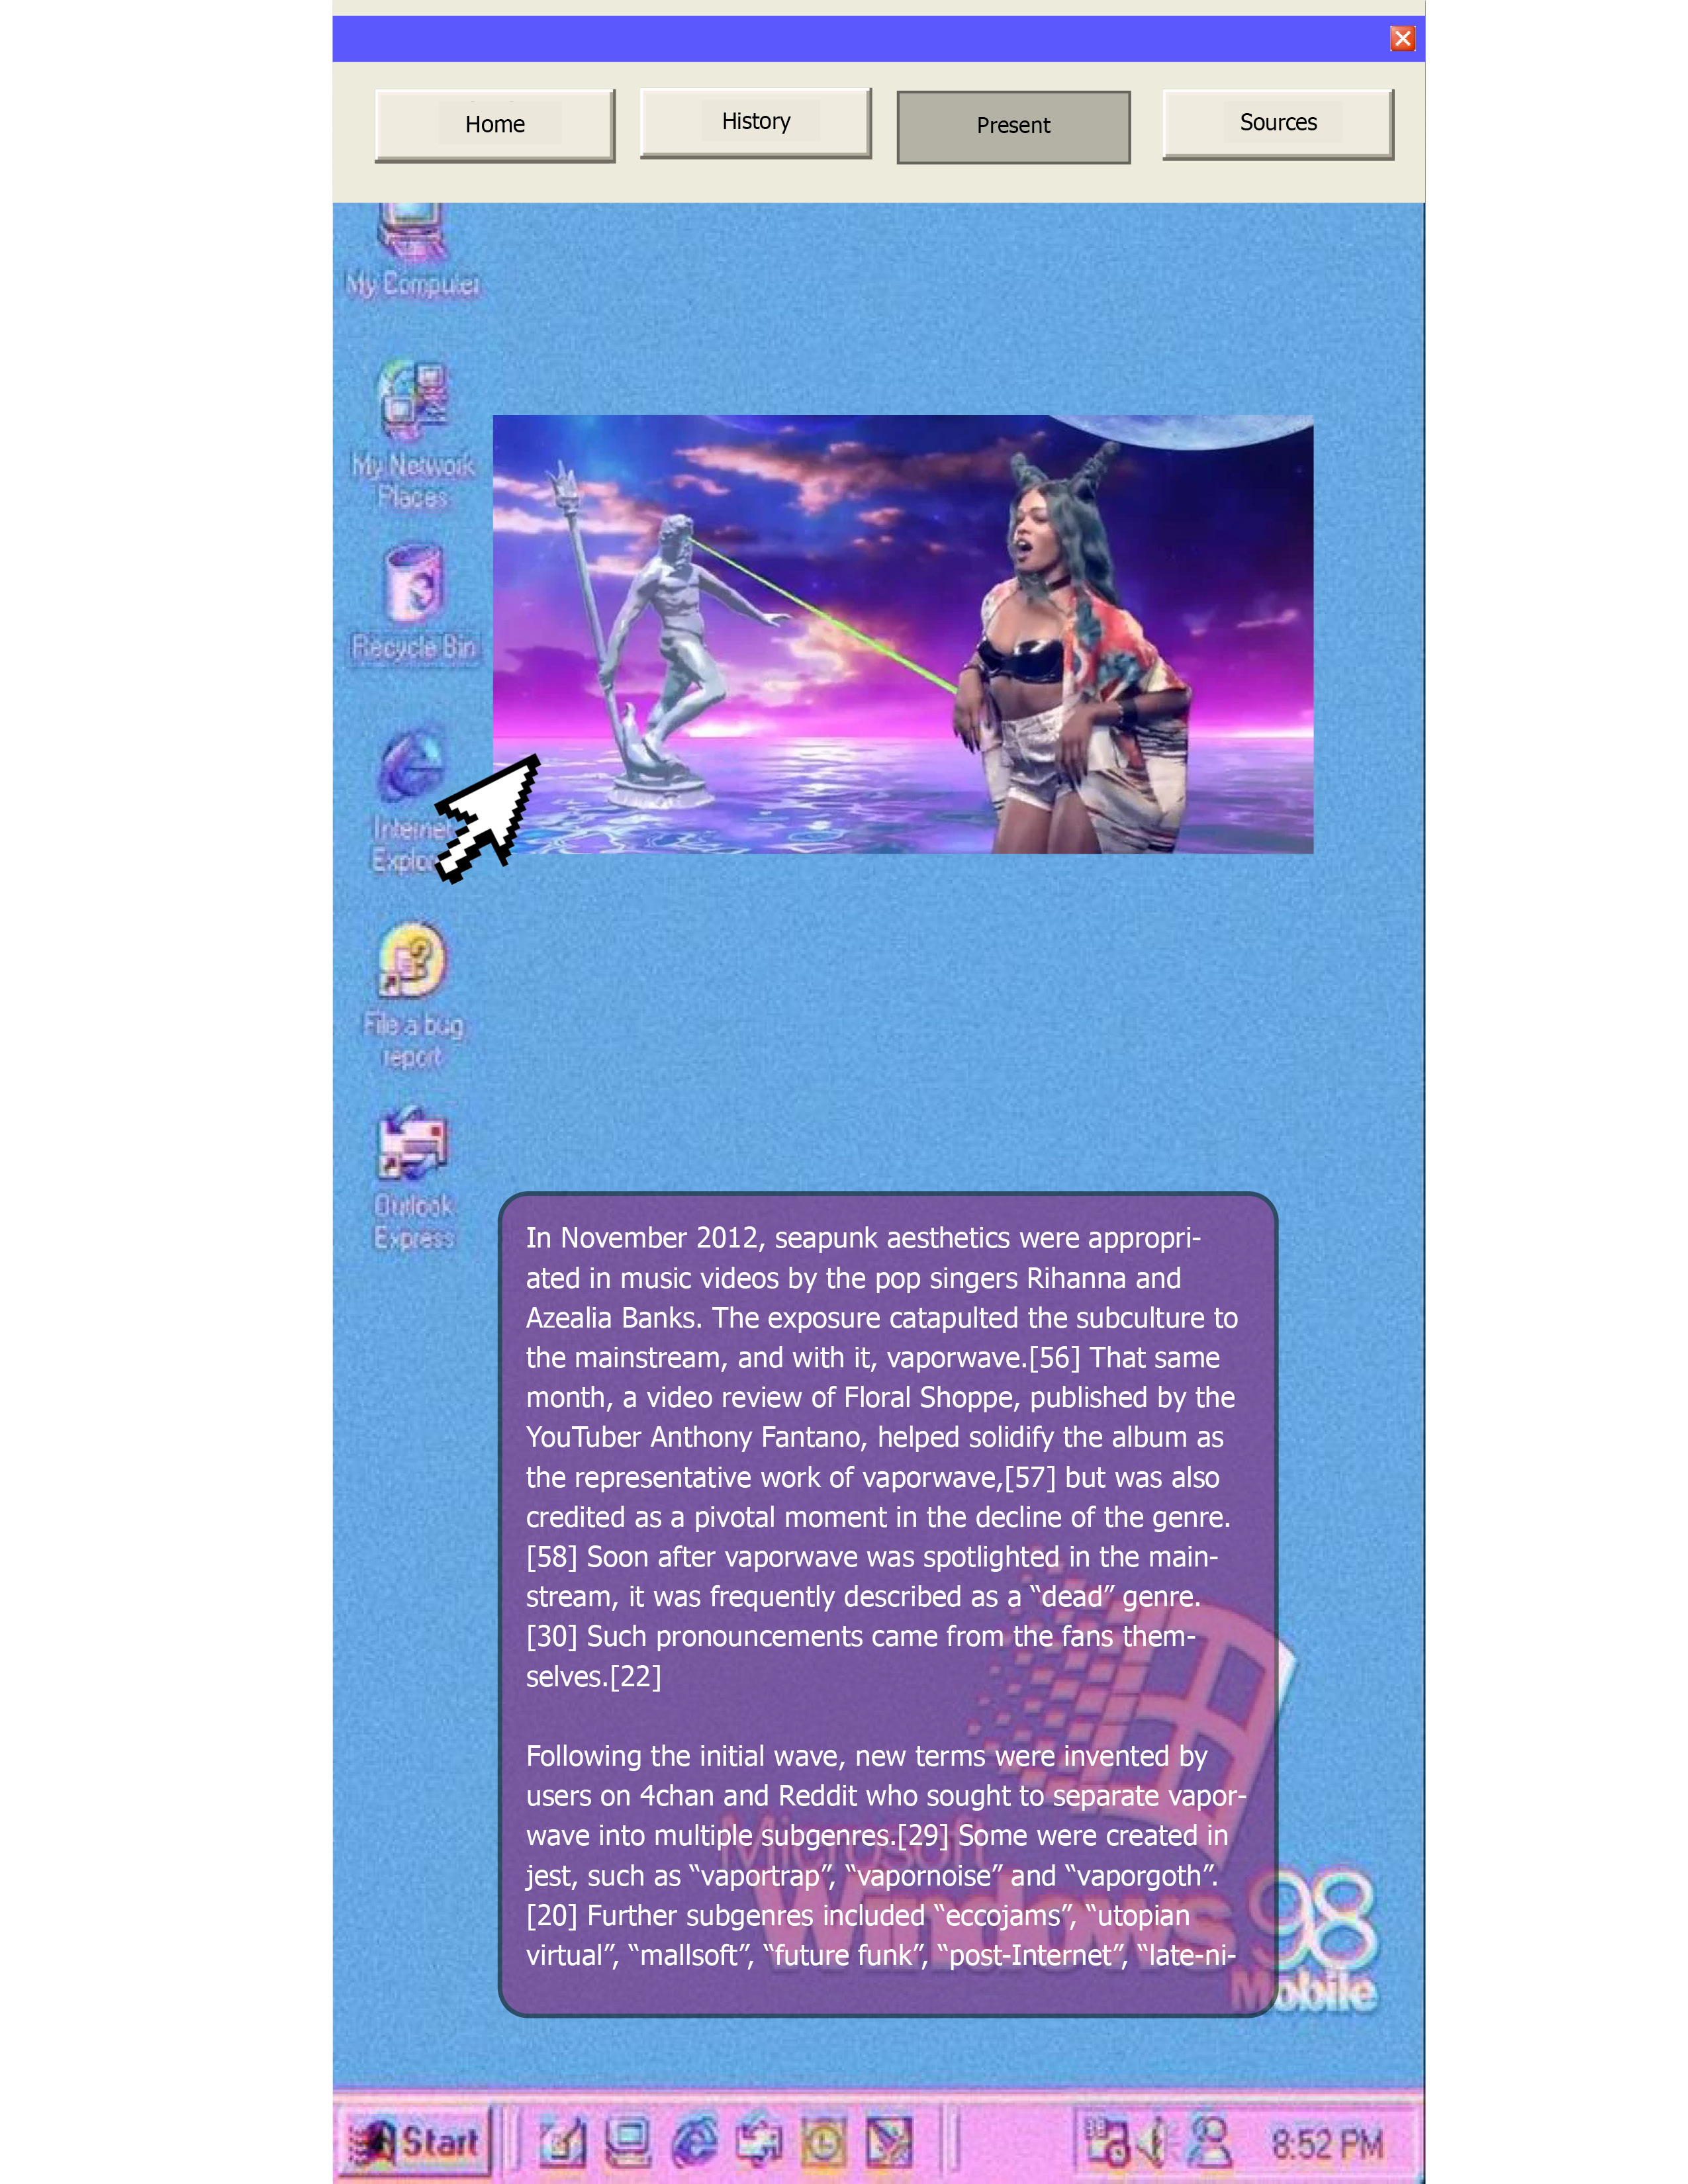 Home
History
Present
Sources
My Computer
My Network
Places
Recycle Bin
Internet
Explor
File a bug
report
Outlook
Express
In November 2012, seapunk aesthetics were appropri-
ated in music videos by the pop singers Rihanna and
Azealia Banks. The exposure catapulted the subculture to
the mainstream, and with it, vaporwave.[56] That same
month, a video review of Floral Shoppe, published by the
YouTuber Anthony Fantano, helped solidify the album as
the representative work of vaporwave,[57] but was also
credited as a pivotal moment in the decline of the genre.
[58] Soon after vaporwave was spotlighted in the main-
stream, it was frequently described as a “dead” genre.
[30] Such pronouncements came from the fans them-
selves.[22]
Following the initial wave, new terms were invented by
users on 4chan and Reddit who sought to separate vapor-
wave into multiple subgenres.[29] Some were created in
jest, such as “vaportrap”, “vapornoise” and “vaporgoth”.
[20] Further subgenres included “eccojams”, “utopian
virtual”, “mallsoft”, “future funk”, “post-Internet”, “late-ni-
Microsoft
Windows 98
Mobile
Start
8:52 PM